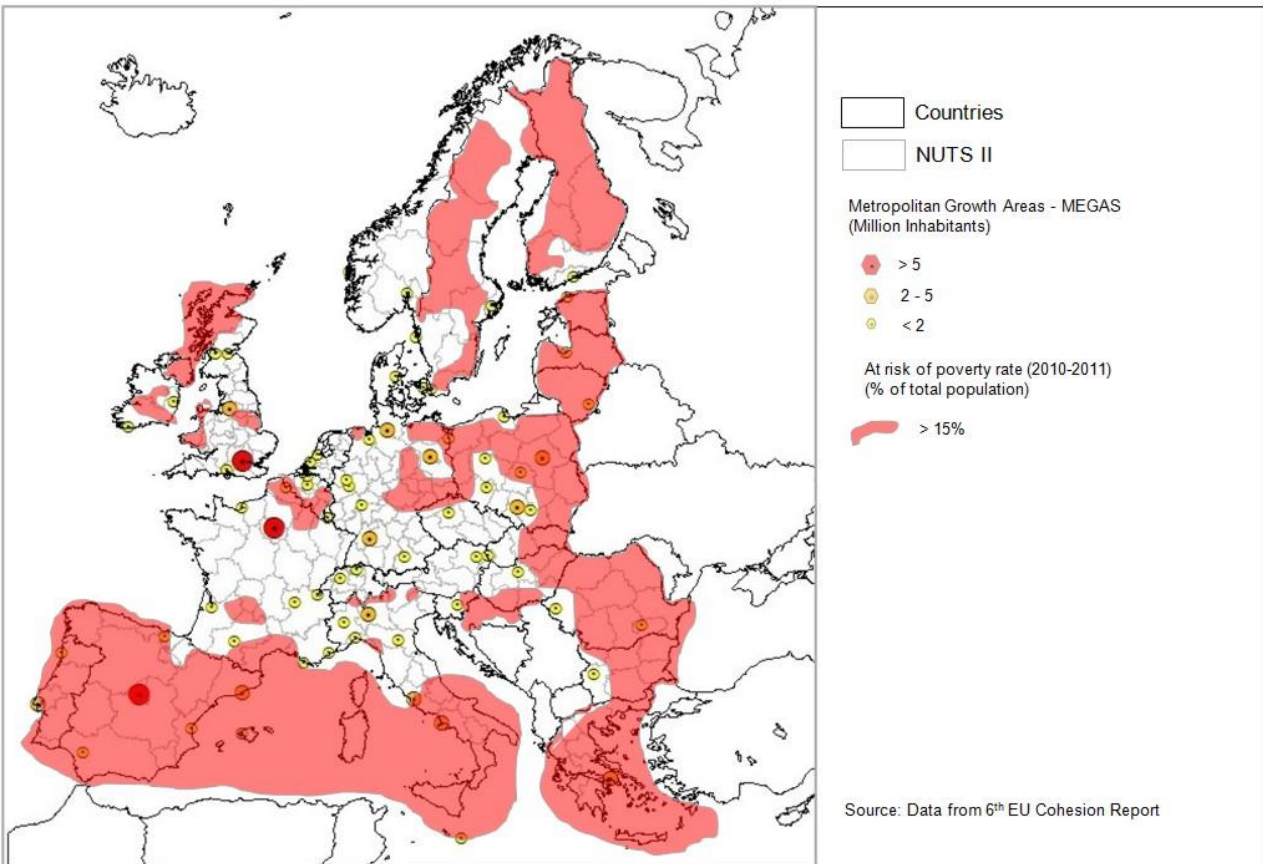 Countries
NUTS II
Metropolitan Growth Areas - MEGAS
(Million Inhabitants)
> 5
2 - 5
< 2
At risk of poverty rate (2010-2011)
(% of total population)
> 15%
Source: Data from 6th EU Cohesion Report